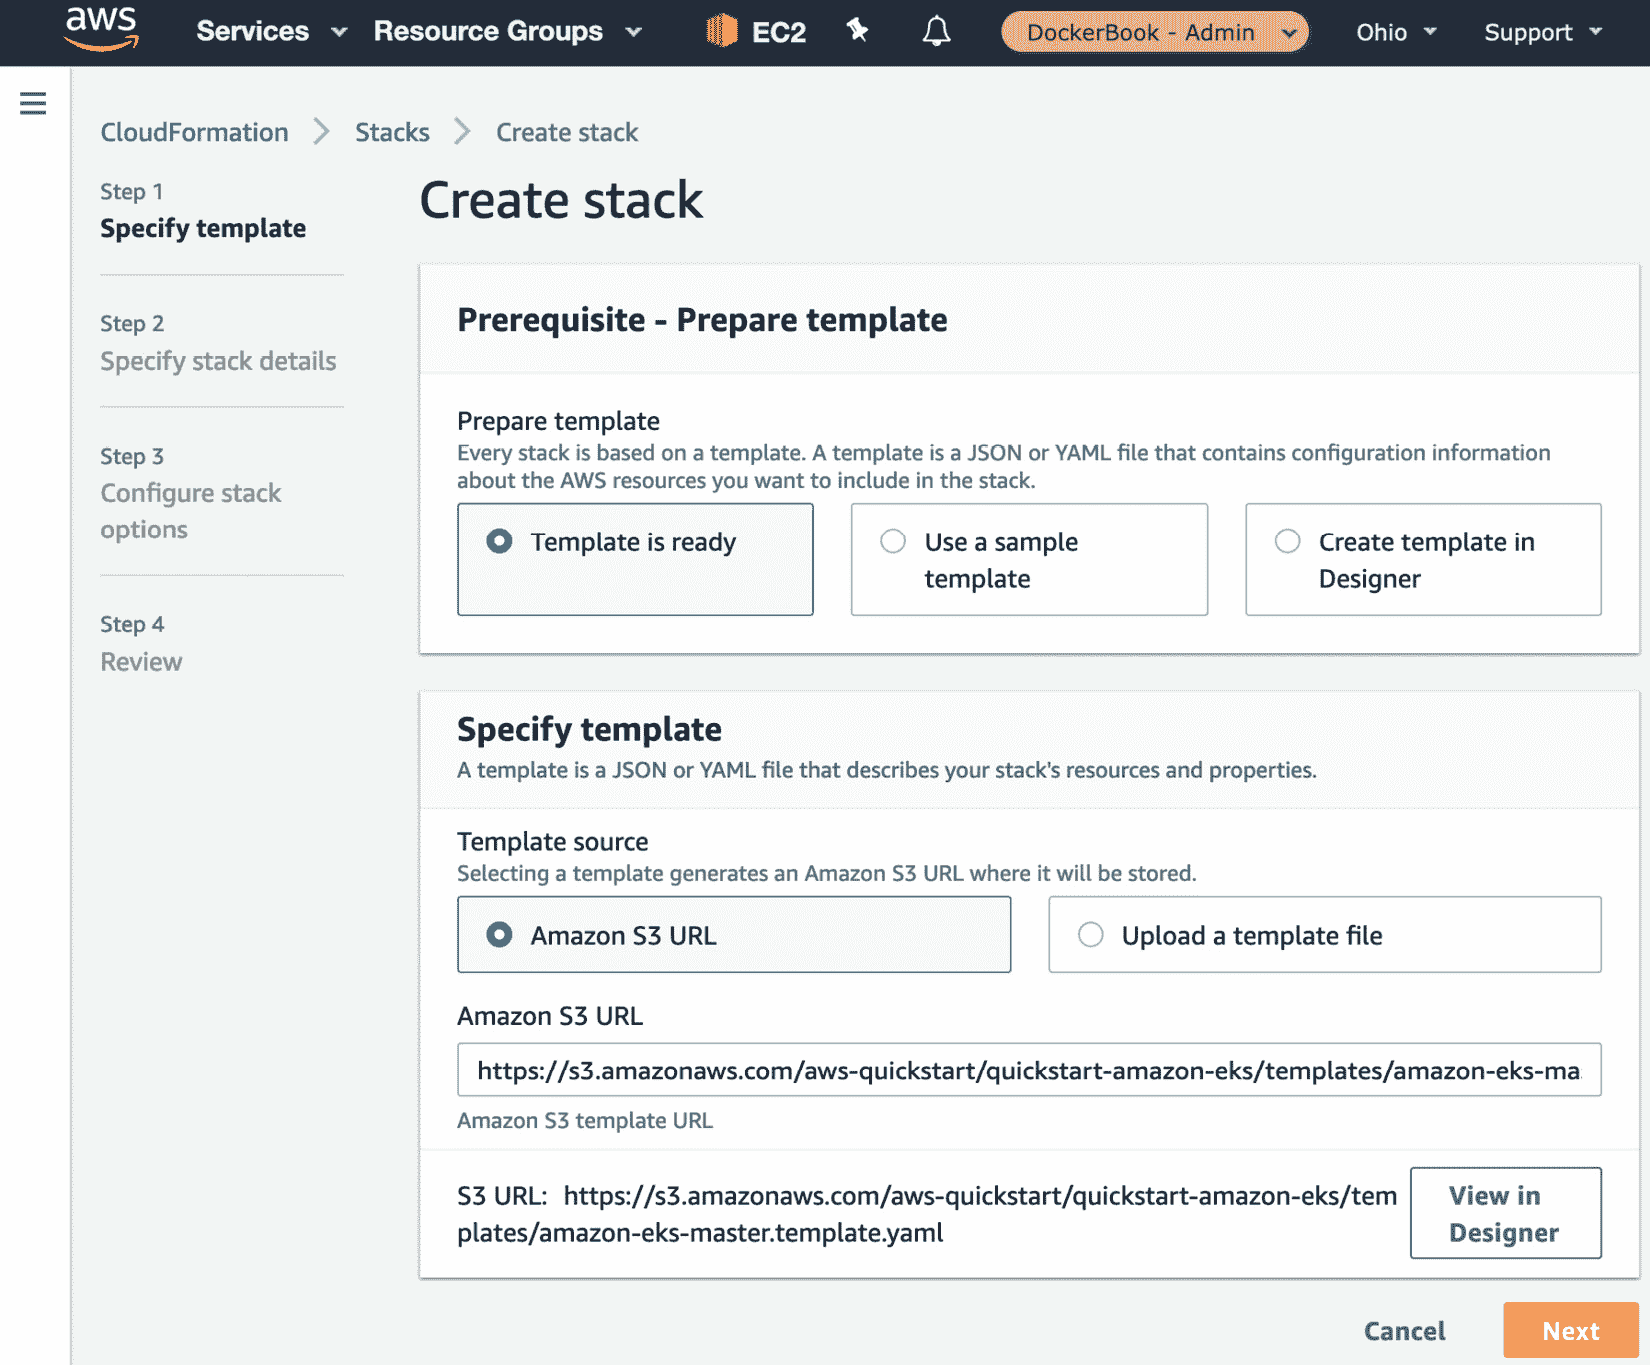 aws Services Resource Groups EC2 DockerBook - Admin Ohio Support
CloudFormation Stacks Create stack
Step 1
Specify template
Step 2
Specify stack details
Step 3
Configure stack
options
Step 4
Review
Create stack
Prerequisite - Prepare template
Prepare template
Every stack is based on a template. A template is a JSON or YAML file that contains configuration information
about the AWS resources you want to include in the stack.
Template is ready
Use a sample
template
Create template in
Designer
Specify template
A template is a JSON or YAML file that describes your stack's resources and properties.
Template source
Selecting a template generates an Amazon S3 URL where it will be stored.
Amazon S3 URL
Upload a template file
Amazon S3 URL
https://s3.amazonaws.com/aws-quickstart/quickstart-amazon-eks/templates/amazon-eks-ma
Amazon S3 template URL
S3 URL: https://s3.amazonaws.com/aws-quickstart/quickstart-amazon-eks/tem
plates/amazon-eks-master.template.yaml
View in
Designer
Cancel
Next